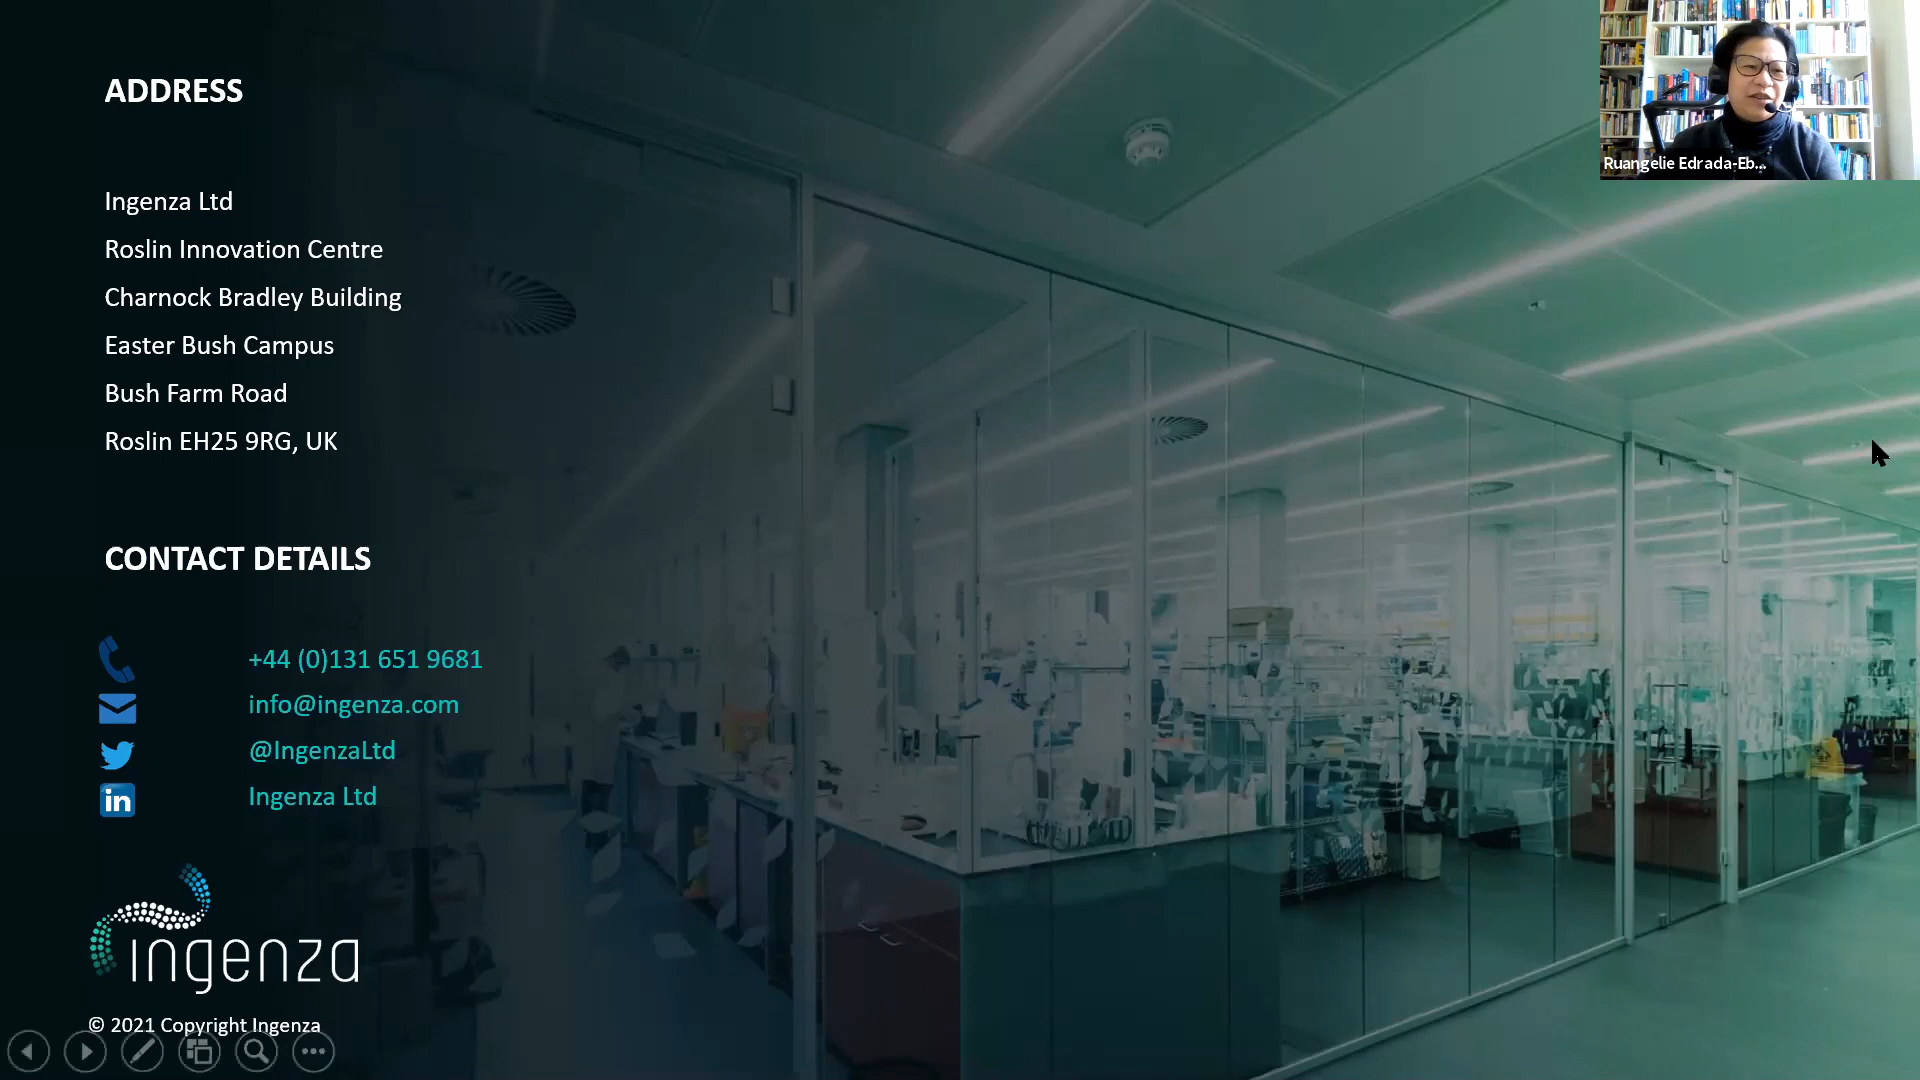 ADDRESS
Ingenza Ltd
Roslin Innovation Centre
Charnock Bradley Building
Easter Bush Campus
Bush Farm Road
Roslin EH25 9RG, UK
CONTACT DETAILS
+44 (0)131 651 9681
info@ingenza.com
@IngenzaLtd
in
Ingenza Ltd
ingenza
© 2021 Copyright Ingenza
Ruangelie Edrada-Eb...